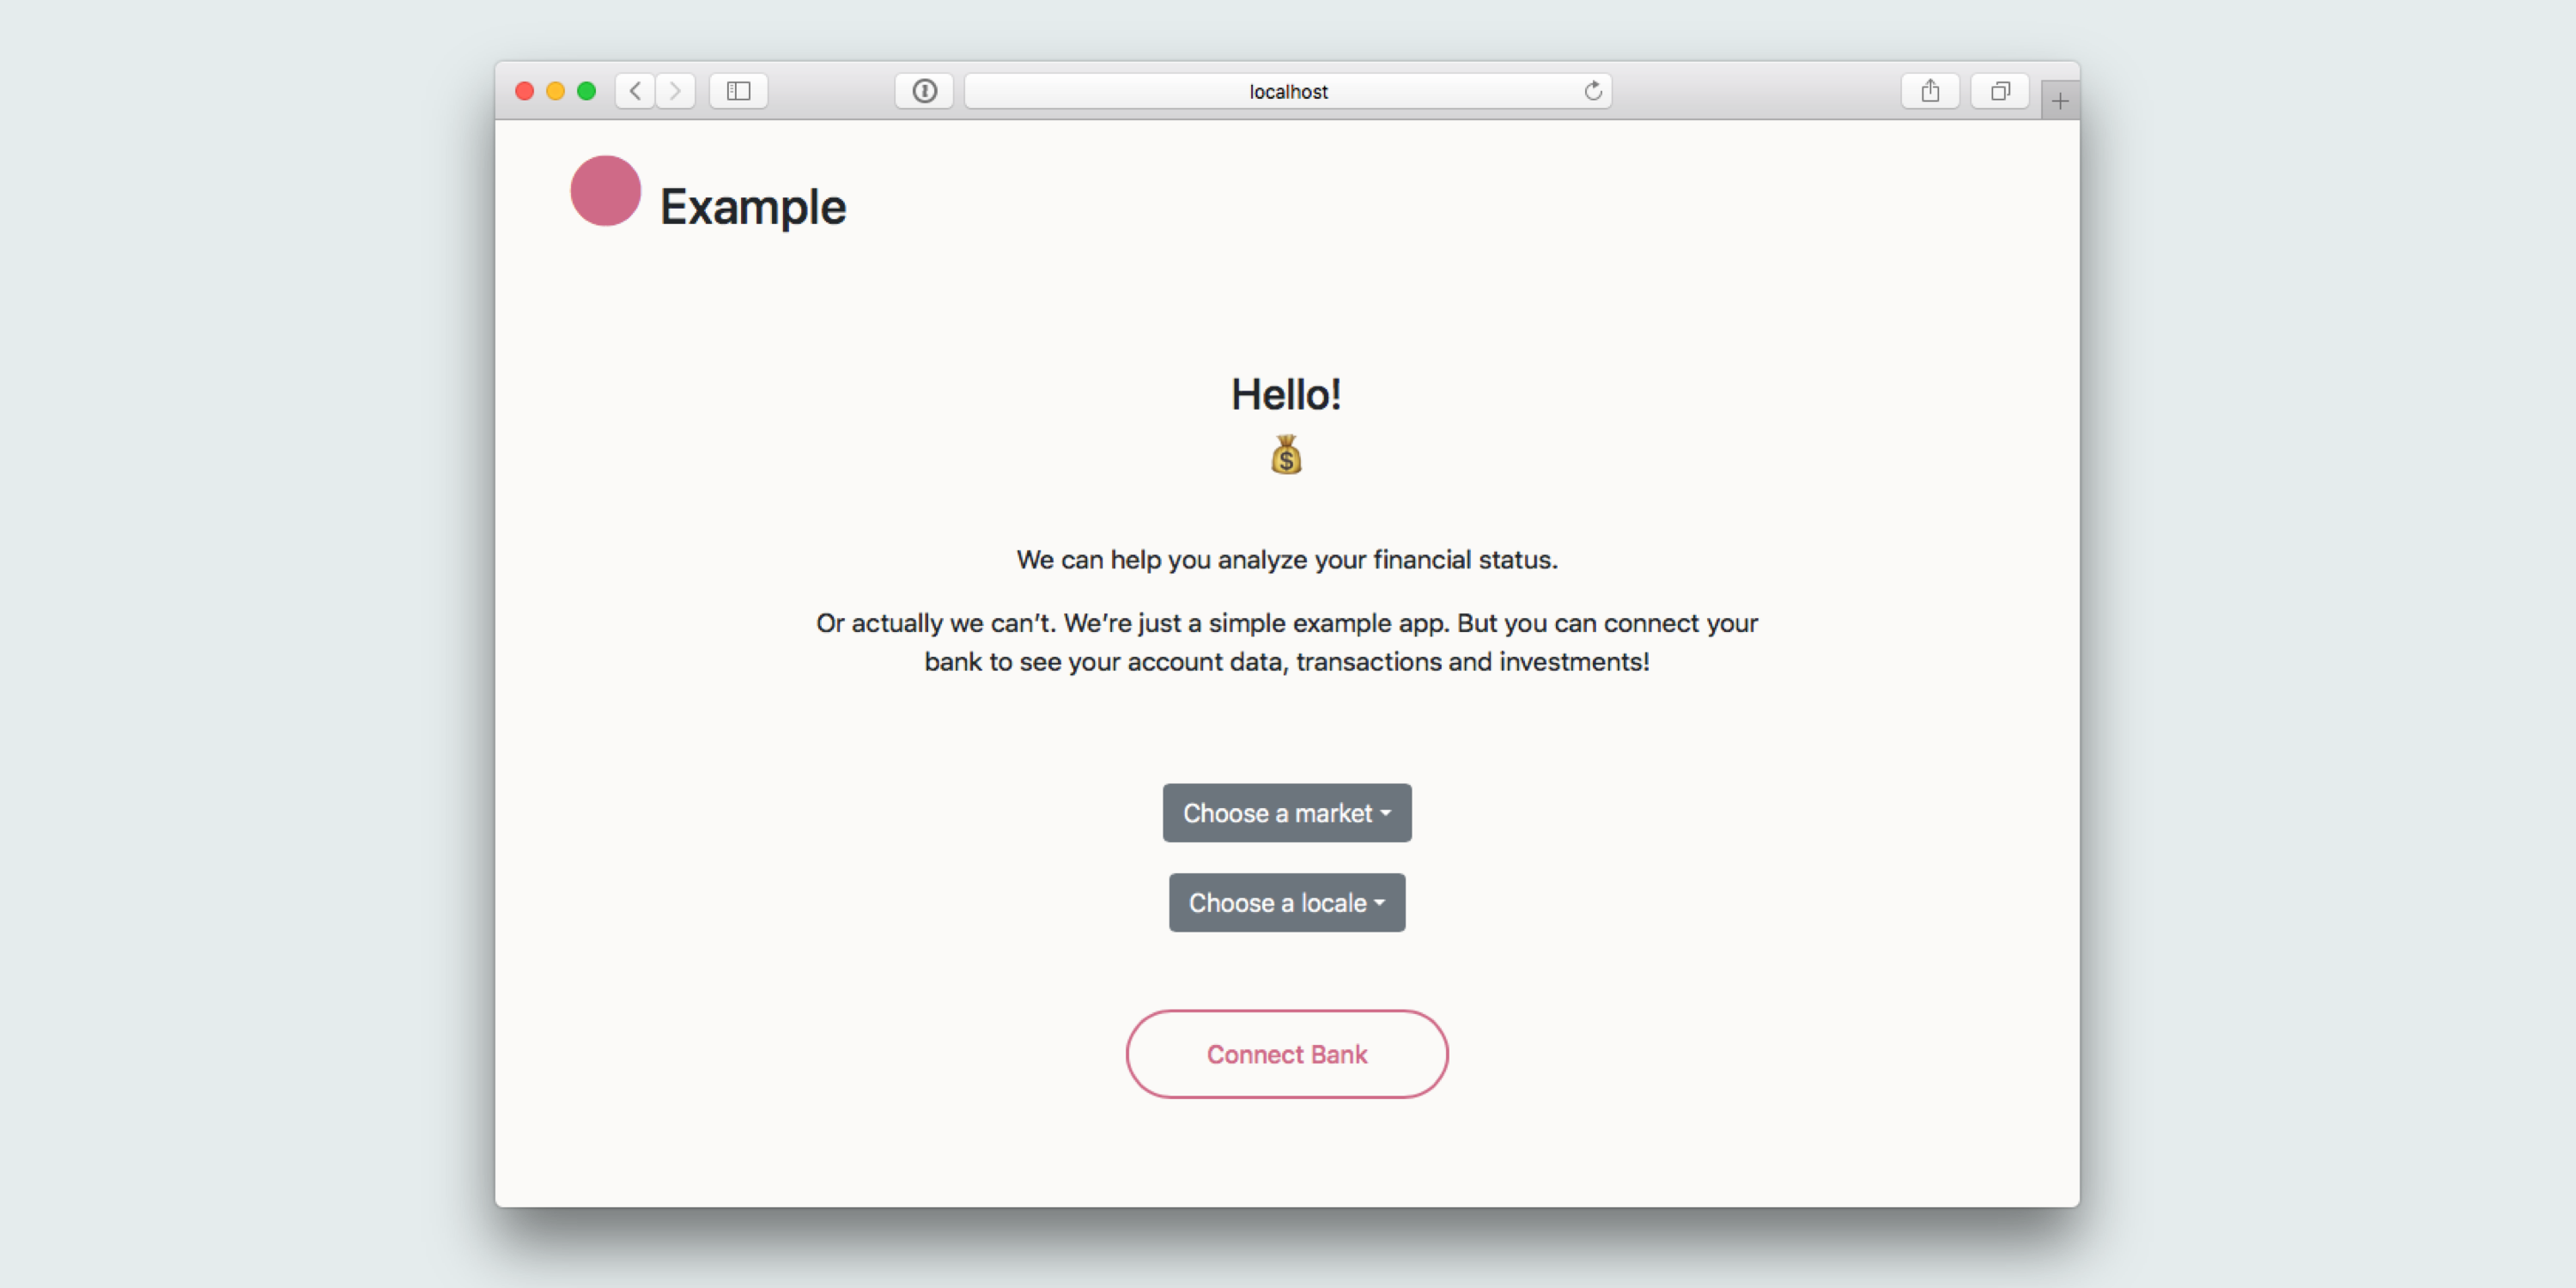 localhost
Example
Hello!
We can help you analyze your financial status.
Or actually we can’t. We’re just a simple example app. But you can connect your
bank to see your account data, transactions and investments!
Choose a market
Choose a locale
Connect Bank